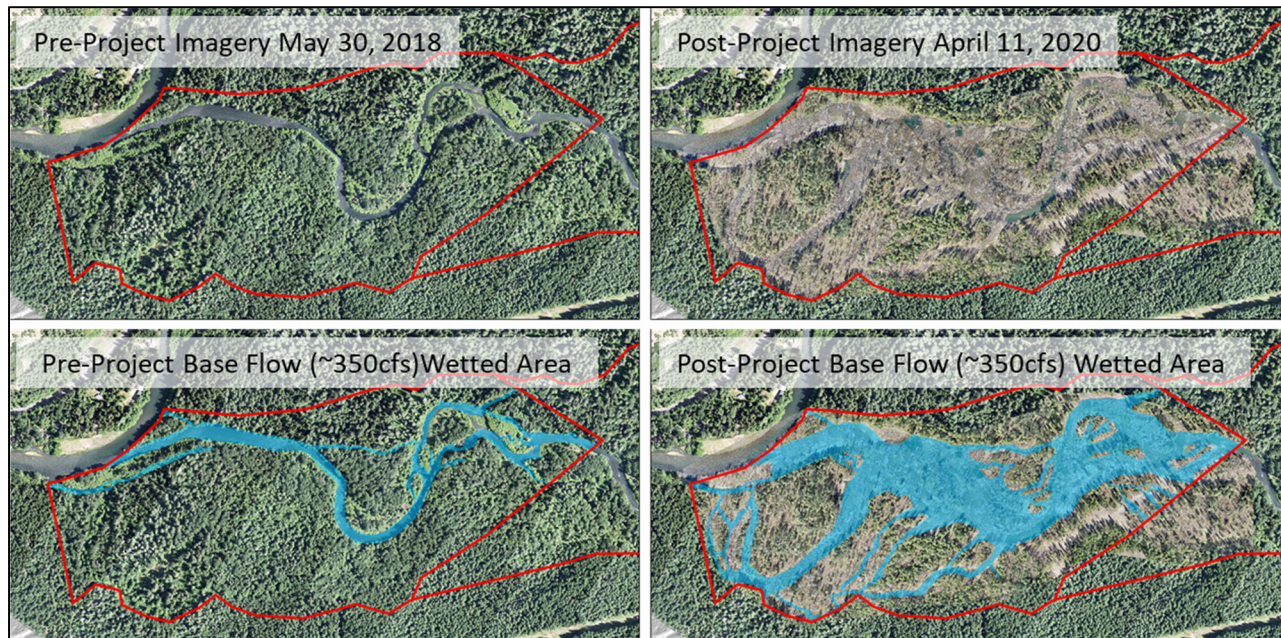 Pre-Project Imagery May 30, 2018
Post-Project Imagery April 11, 2020
Pre-Project Base Flow (~350cfs)Wetted Area
Post-Project Base Flow (~350cfs) Wetted Area